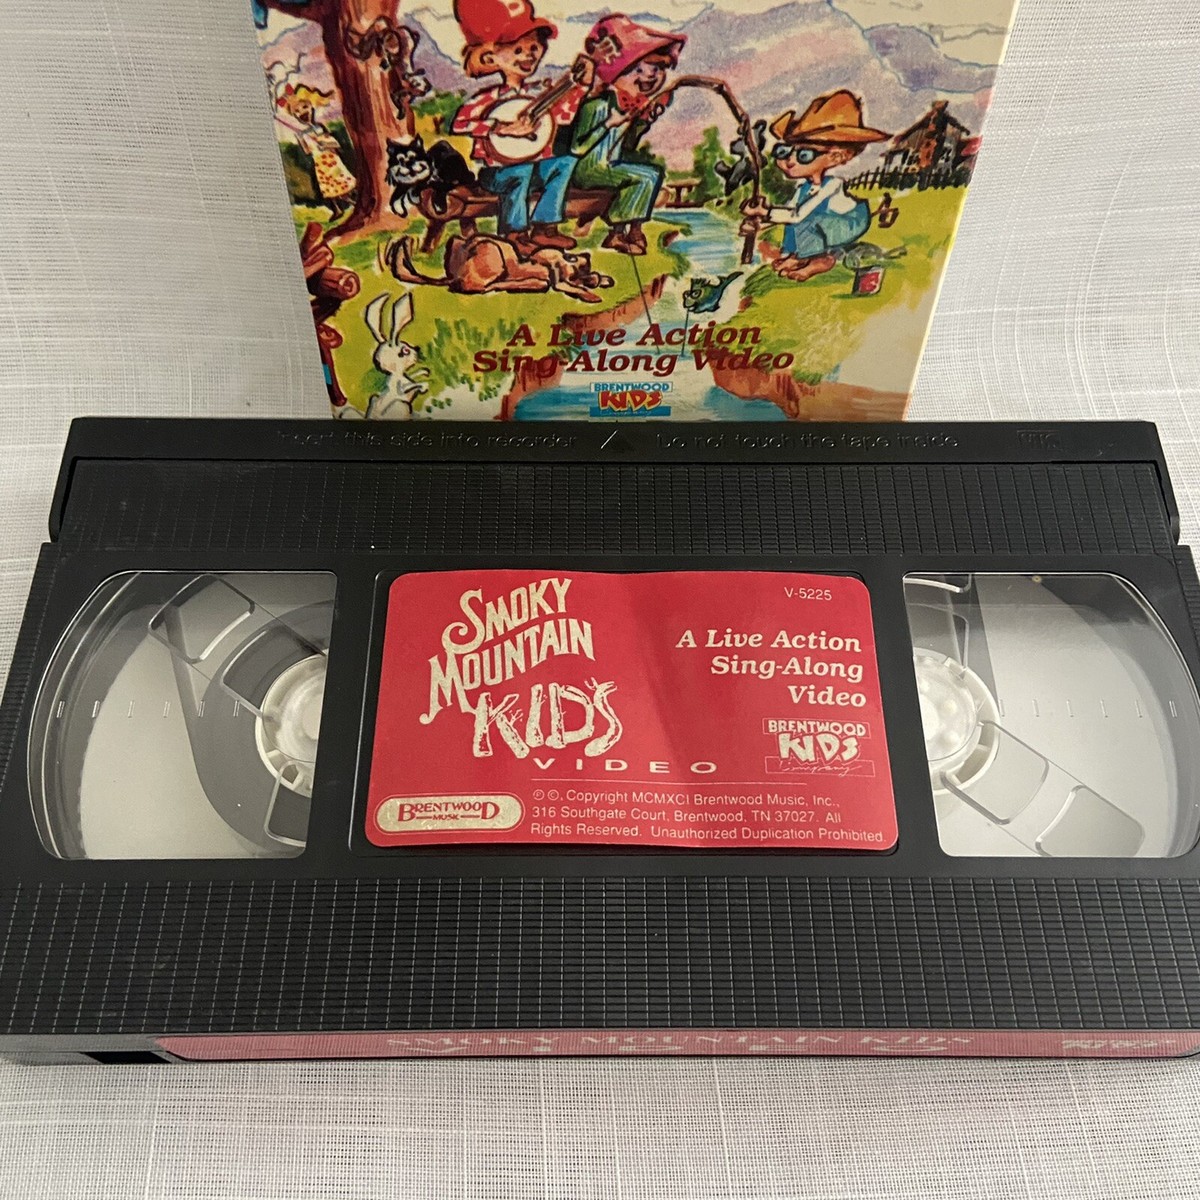 A Live Action
Sing-Along Video
BRENTWOOD
KIDS
Insert this side into recorder
Do not touch the tape inside
SMOKY
MOUNTAIN
KIDS
VIDEO
V-5225
A Live Action
Sing-Along
Video
BRENTWOOD
KIDS
Company
BRENTWOOD
MUSIC
℗©, Copyright MCMXCI Brentwood Music, Inc.,
316 Southgate Court, Brentwood, TN 37027. All
Rights Reserved. Unauthorized Duplication Prohibited.
SMOKY MOUNTAIN KIDS